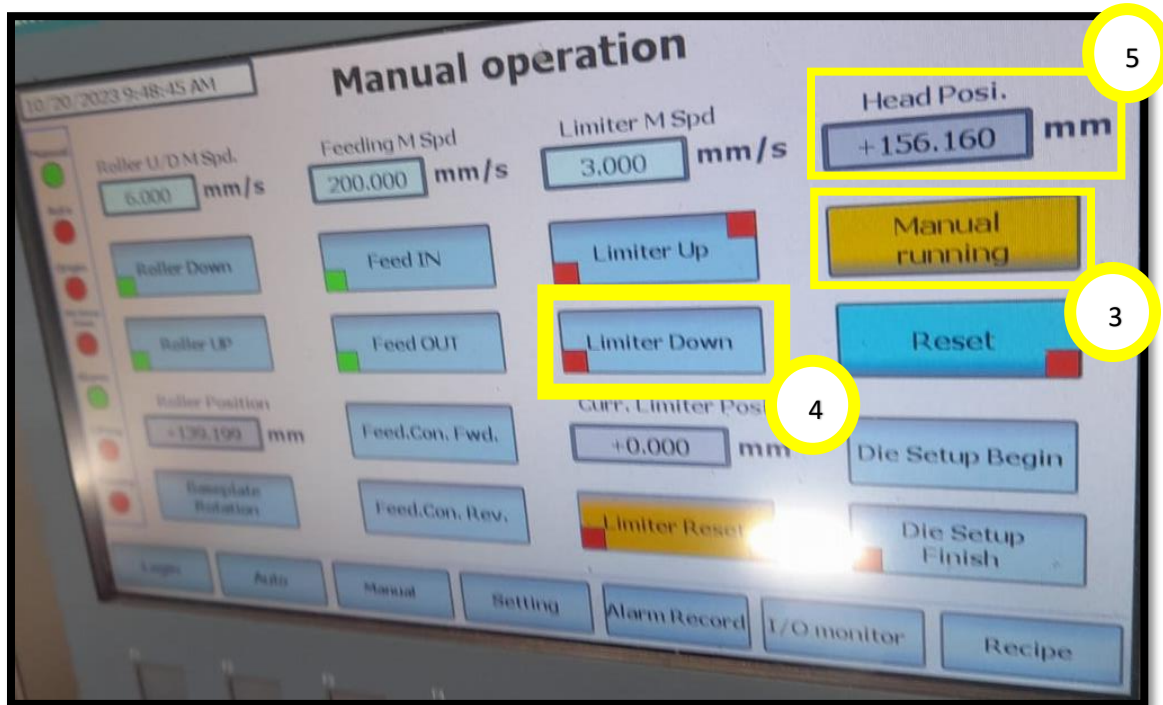 Manual operation
10/20/2023 9:48:45 AM
Roller U/D M Spd.
6.000 mm/s
Feeding M Spd
200.000 mm/s
Limiter M Spd
3.000 mm/s
Head Posi.
+156.160 mm
5
Roller Down
Feed IN
Limiter Up
Manual
running
3
Roller UP
Feed OUT
Limiter Down
4
Reset
Roller Position
+139.199 mm
Feed.Con. Fwd.
Curr. Limiter Pos
+0.000 mm
Die Setup Begin
Baseplate
Rotation
Feed.Con. Rev.
Limiter Reset
Die Setup
Finish
Login
Auto
Manual
Setting
Alarm Record
I/O monitor
Recipe